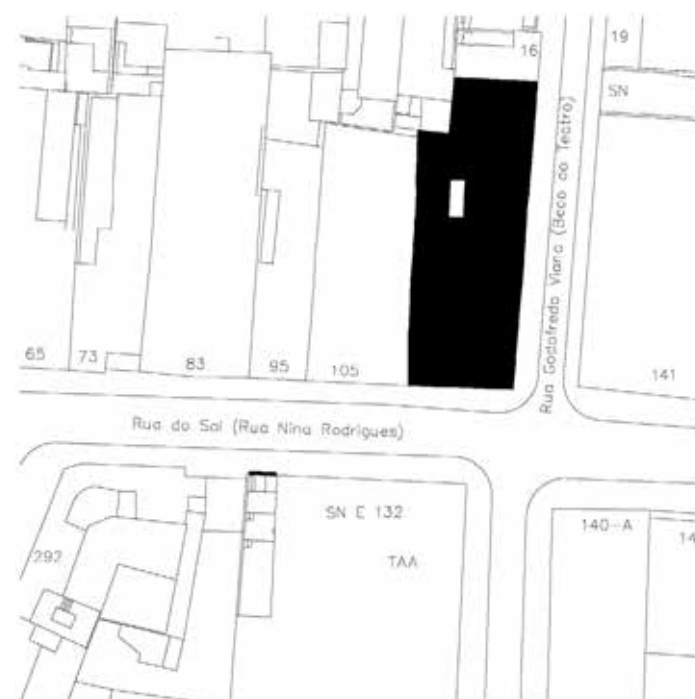 16
19
SN
Rua Godofredo Viana (Beco do Teatro)
65
73
83
95
105
141
Rua do Sol (Rua Nina Rodrigues)
SN E 132
140-A
14
292
TAA